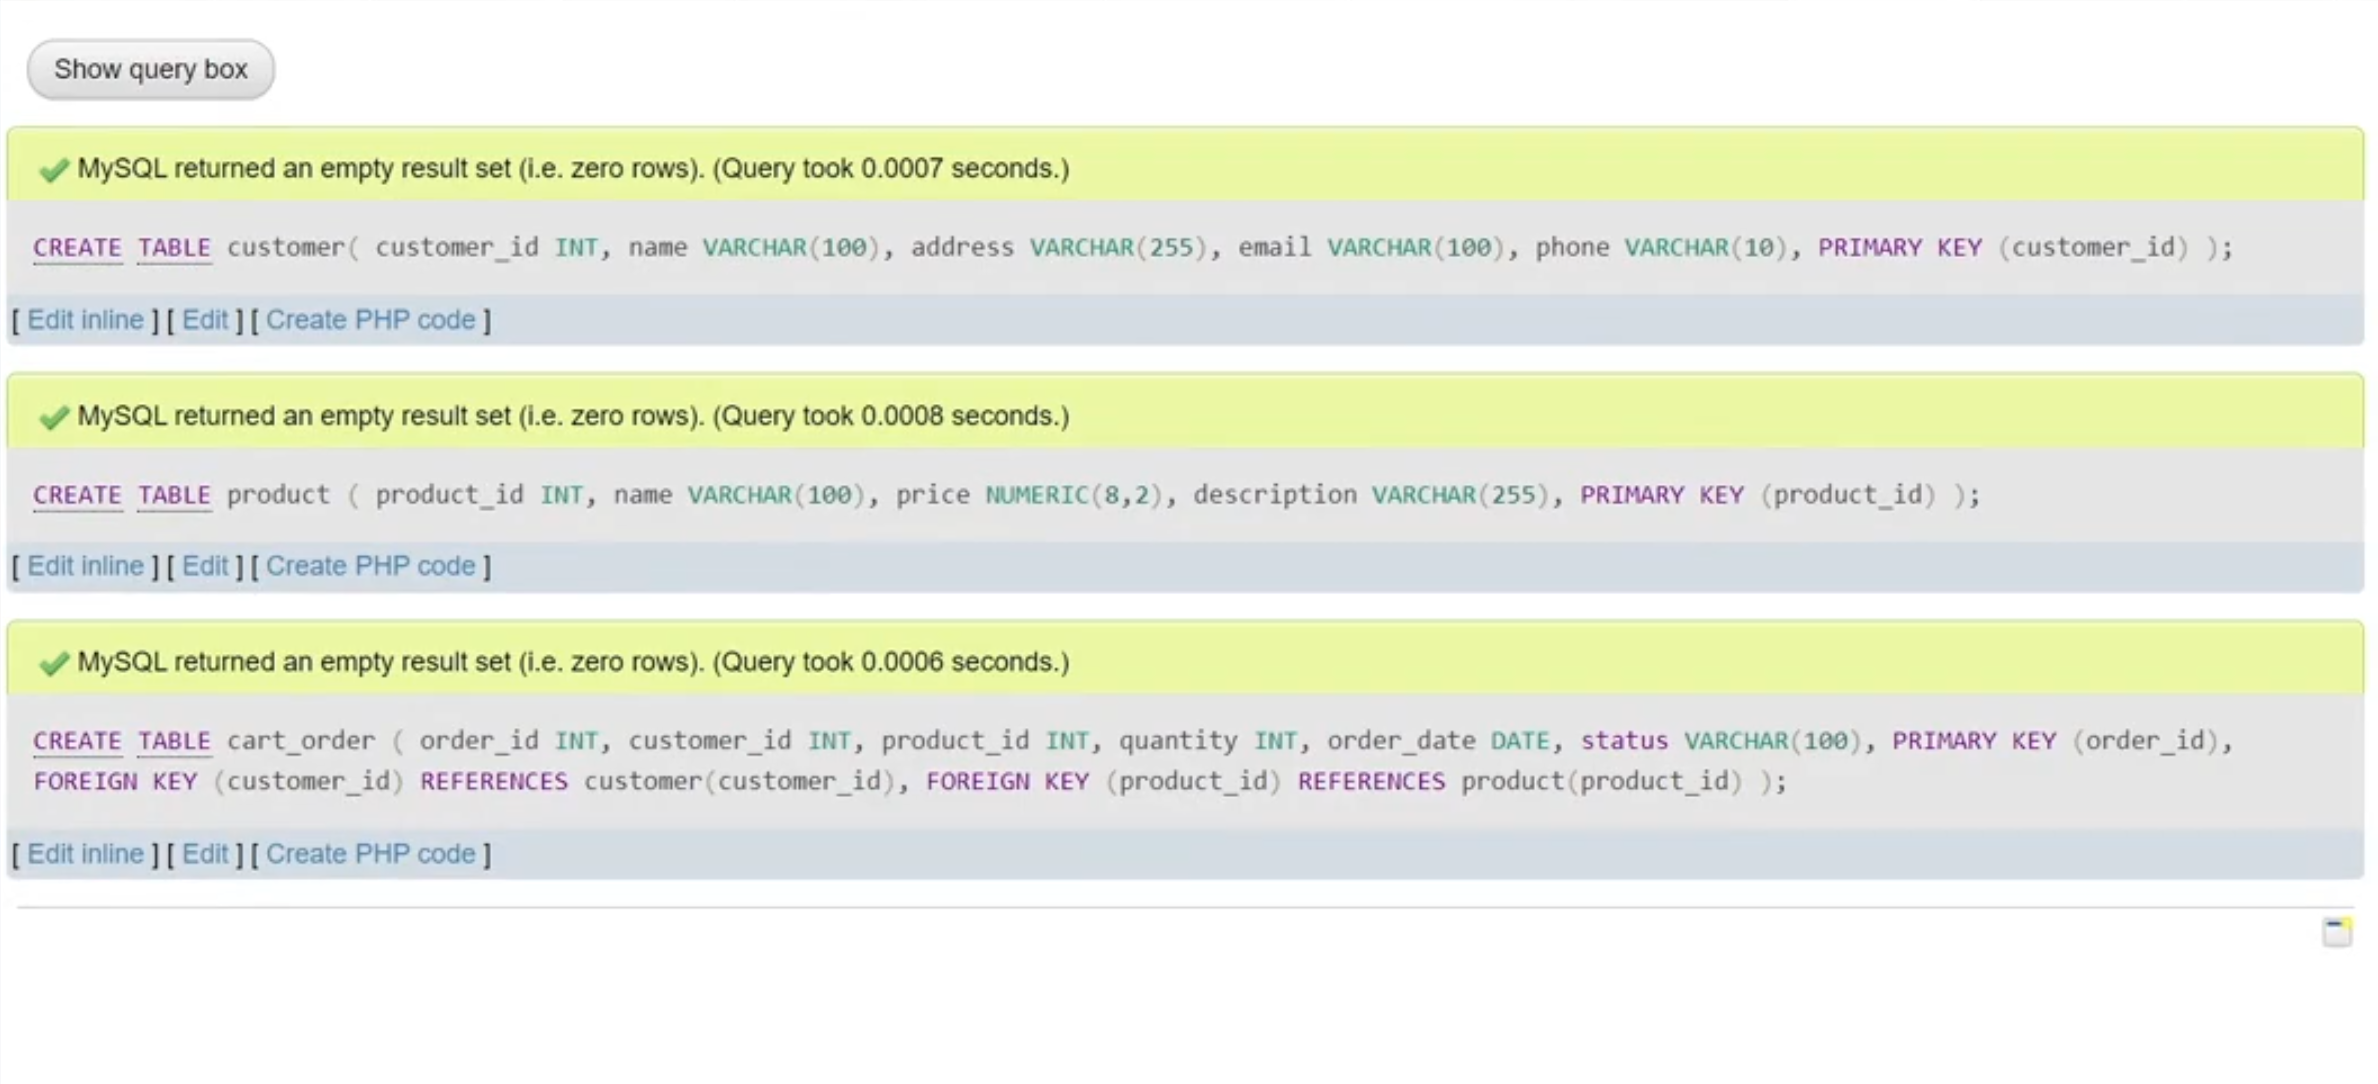 Show query box
MySQL returned an empty result set (i.e. zero rows). (Query took 0.0007 seconds.)
CREATE TABLE customer( customer_id INT, name VARCHAR(100), address VARCHAR(255), email VARCHAR(100), phone VARCHAR(10), PRIMARY KEY (customer_id) );
[ Edit inline ] [ Edit ] [ Create PHP code ]
MySQL returned an empty result set (i.e. zero rows). (Query took 0.0008 seconds.)
CREATE TABLE product ( product_id INT, name VARCHAR(100), price NUMERIC(8,2), description VARCHAR(255), PRIMARY KEY (product_id) );
[ Edit inline ] [ Edit ] [ Create PHP code ]
MySQL returned an empty result set (i.e. zero rows). (Query took 0.0006 seconds.)
CREATE TABLE cart_order ( order_id INT, customer_id INT, product_id INT, quantity INT, order_date DATE, status VARCHAR(100), PRIMARY KEY (order_id),
FOREIGN KEY (customer_id) REFERENCES customer(customer_id), FOREIGN KEY (product_id) REFERENCES product(product_id) );
[ Edit inline ] [ Edit ] [ Create PHP code ]